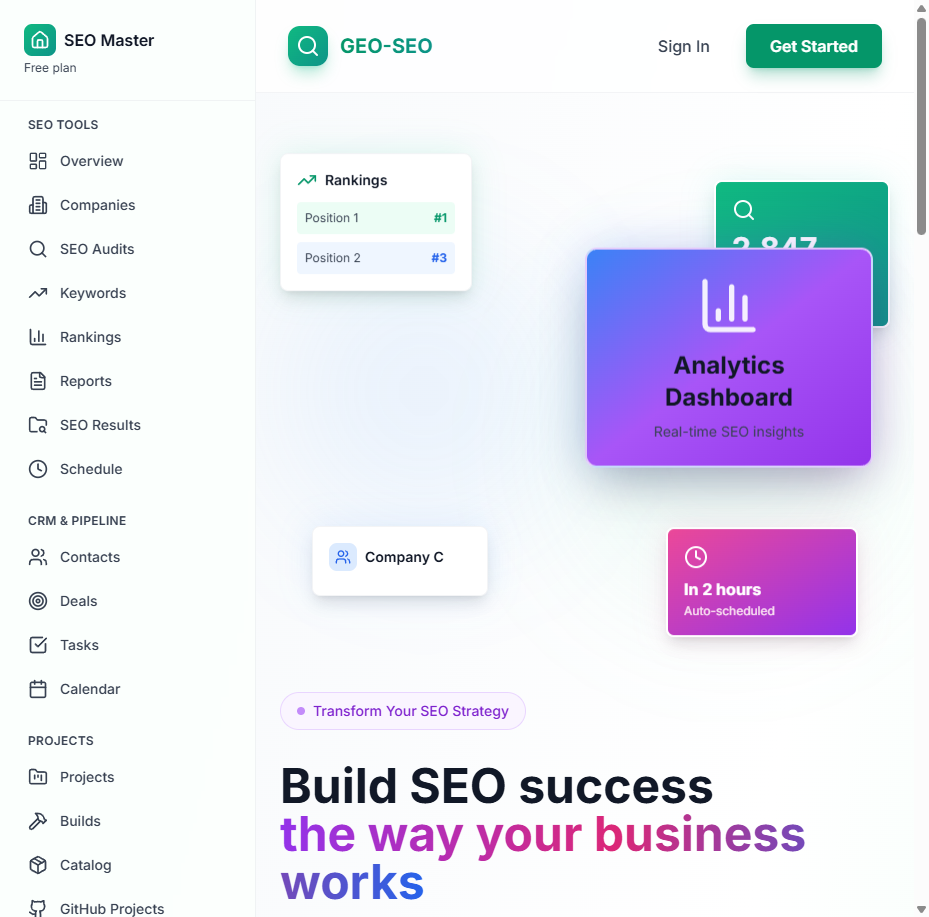 SEO Master
Free plan
SEO TOOLS
Overview
Companies
SEO Audits
Keywords
Rankings
Reports
SEO Results
Schedule
CRM & PIPELINE
Contacts
Deals
Tasks
Calendar
PROJECTS
Projects
Builds
Catalog
GitHub Projects
GEO-SEO
Sign In
Get Started
Rankings
Position 1 #1
Position 2 #3
2,847
Analytics
Dashboard
Real-time SEO insights
Company C
In 2 hours
Auto-scheduled
Transform Your SEO Strategy
Build SEO success
the way your business
works